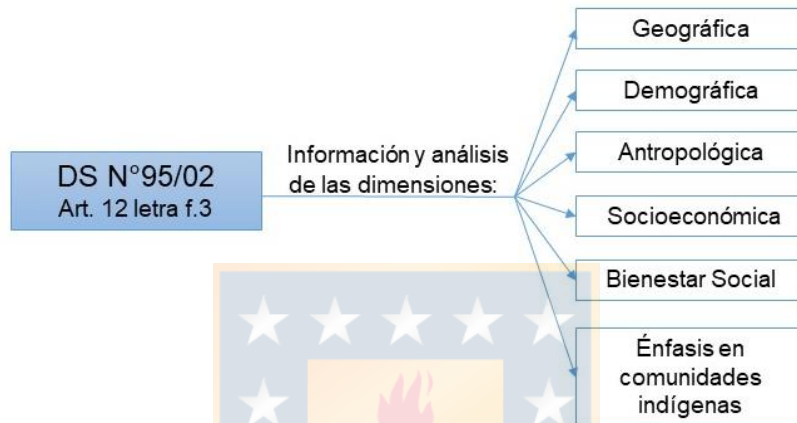 DS N°95/02
Art. 12 letra f.3
Información y análisis
de las dimensiones:
Geográfica
Demográfica
Antropológica
Socioeconómica
Bienestar Social
Énfasis en
comunidades
indígenas